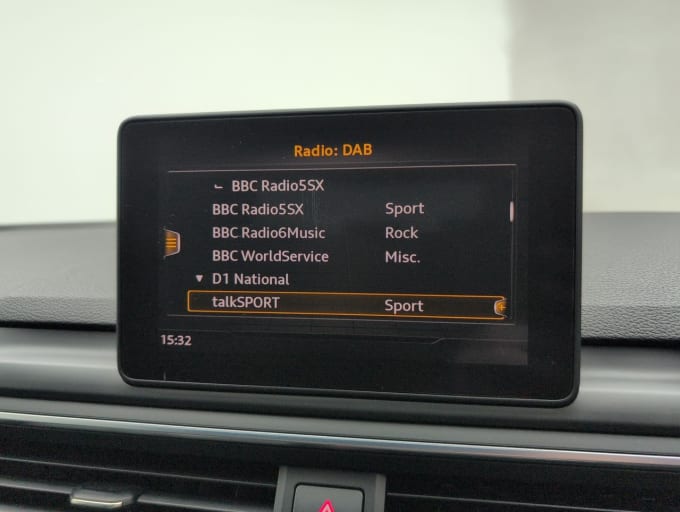 Radio: DAB
BBC Radio5SX
BBC Radio5SX Sport
BBC Radio6Music Rock
BBC WorldService Misc.
D1 National
talkSPORT Sport
15:32